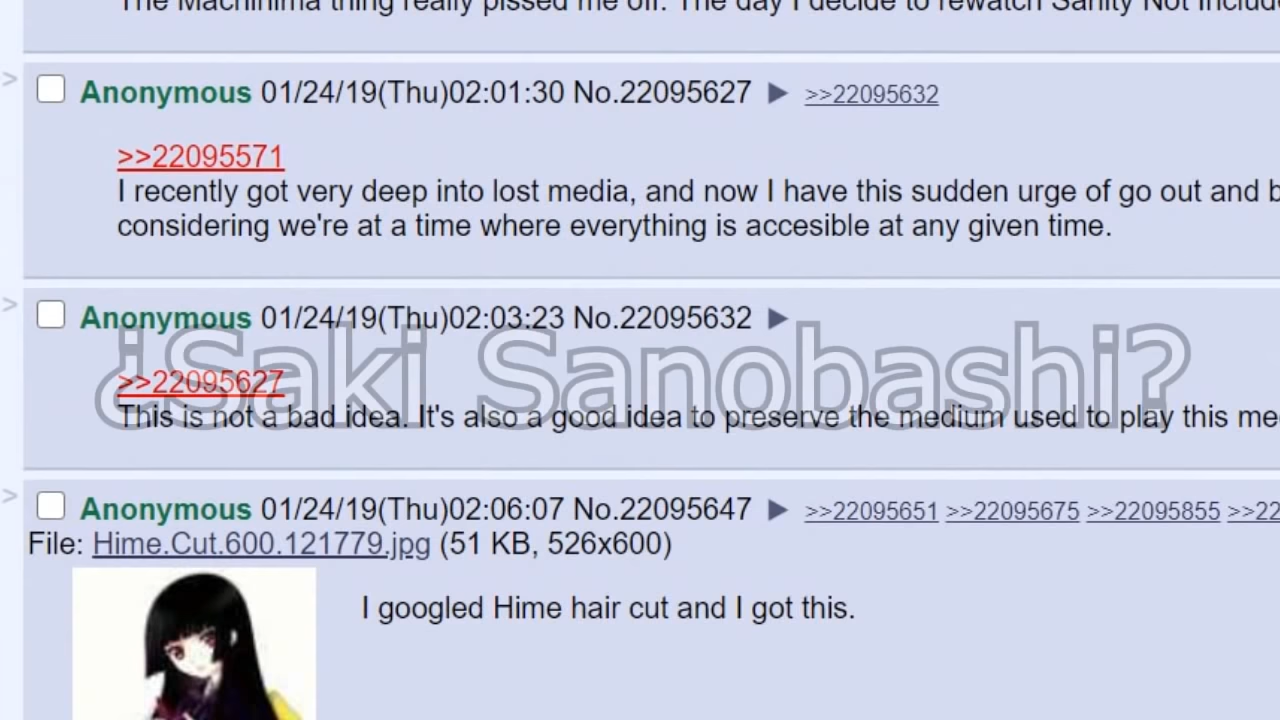 The Machinima thing really pissed me off. The day I decide to rewatch Sanity Not
>
Anonymous 01/24/19(Thu)02:01:30 No.22095627 ▶ >>22095632
>>22095571
I recently got very deep into lost media, and now I have this sudden urge of go out and
considering we're at a time where everything is accesible at any given time.
>
Anonymous 01/24/19(Thu)02:03:23 No.22095632 ▶
¿Saki Sanobashi?
>>22095627
This is not a bad idea. It's also a good idea to preserve the medium used to play this
>
Anonymous 01/24/19(Thu)02:06:07 No.22095647 ▶ >>22095651 >>22095675 >>22095855 >>22
File: Hime.Cut.600.121779.jpg (51 KB, 526x600)
I googled Hime hair cut and I got this.